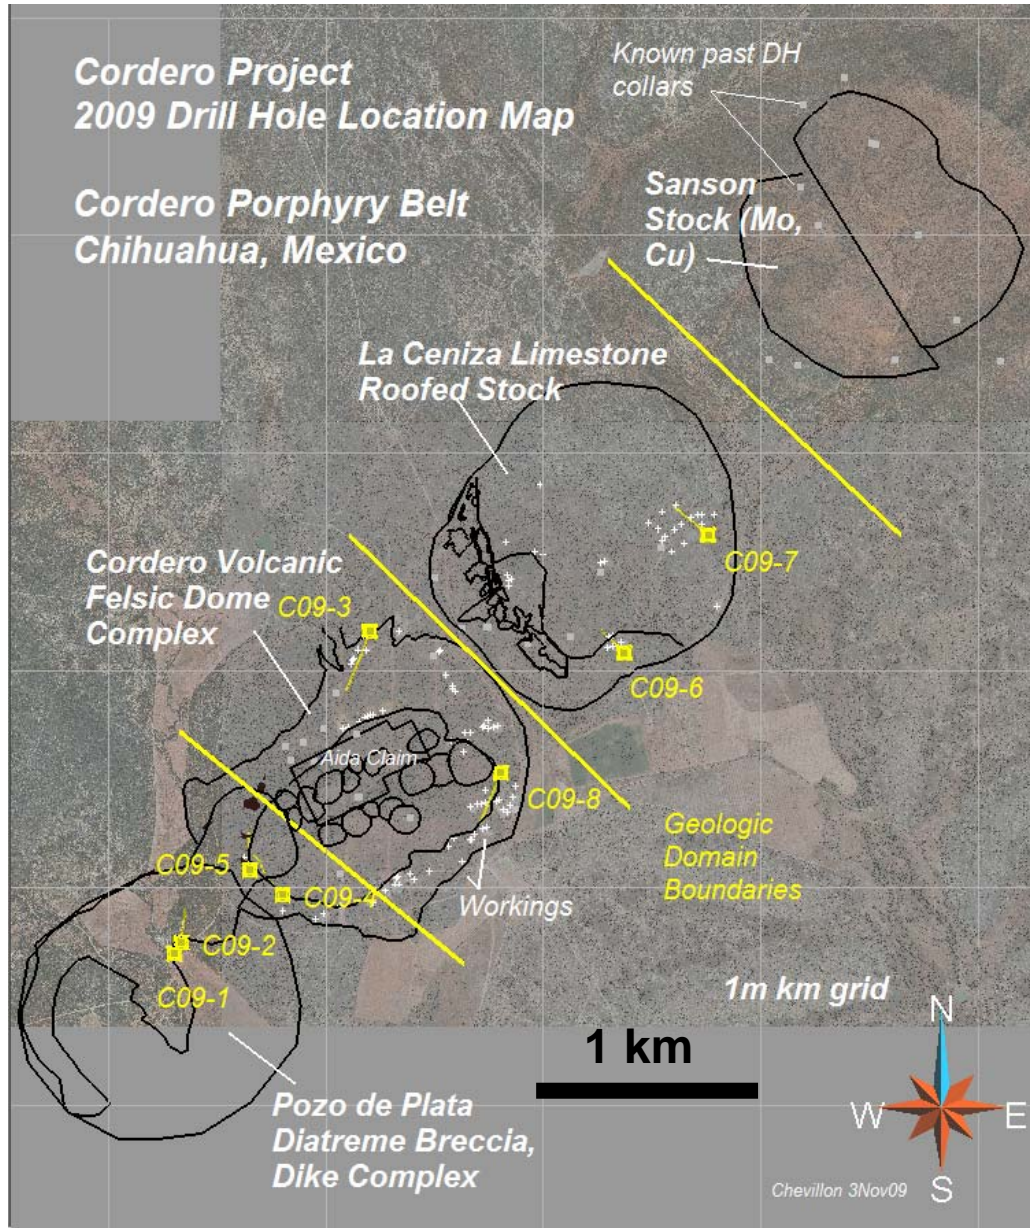 Cordero Project
2009 Drill Hole Location Map
Cordero Porphyry Belt
Chihuahua, Mexico
Known past DH
collars
Sanson
Stock (Mo,
Cu)
La Ceniza Limestone
Roofed Stock
Cordero Volcanic
Felsic Dome
Complex
C09-3
C09-7
C09-6
Aida Claim
C09-8
Geologic
Domain
Boundaries
C09-5
C09-4
Workings
C09-2
C09-1
1m km grid
1 km
Pozo de Plata
Diatreme Breccia,
Dike Complex
N
W
E
S
Chevillon 3Nov09